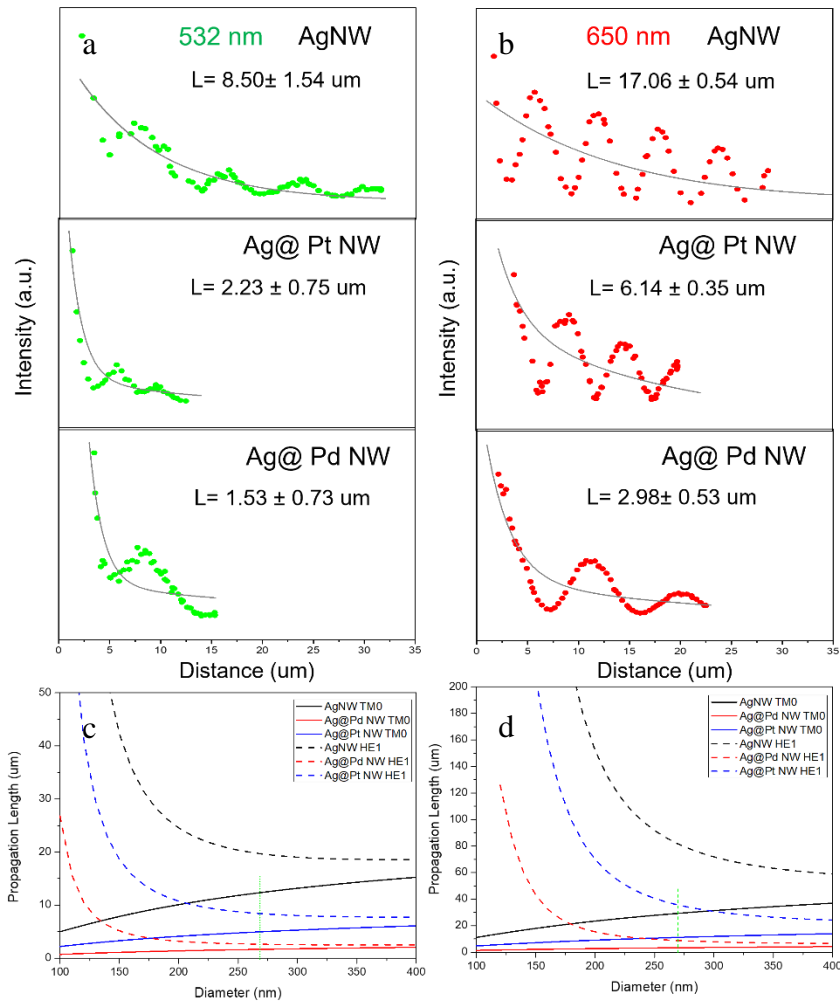 a 532 nm AgNW
L= 8.50± 1.54 um
Ag@ Pt NW
L= 2.23 ± 0.75 um
Ag@ Pd NW
L= 1.53 ± 0.73 um
Intensity (a.u.)
0 5 10 15 20 25 30 35
Distance (um)
b 650 nm AgNW
L= 17.06 ± 0.54 um
Ag@ Pt NW
L= 6.14 ± 0.35 um
Ag@ Pd NW
L= 2.98± 0.53 um
Intensity (a.u.)
0 5 10 15 20 25 30 35
Distance (um)
c
AgNW TM0
Ag@Pd NW TM0
Ag@Pt NW TM0
AgNW HE1
Ag@Pd NW HE1
Ag@Pt NW HE1
Propagation Length (um)
50
40
30
20
10
0
100 150 200 250 300 350 400
Diameter (nm)
d
AgNW TM0
Ag@Pd NW TM0
Ag@Pt NW TM0
AgNW HE1
Ag@Pd NW HE1
Ag@Pt NW HE1
Propagation Length (um)
200
180
160
140
120
100
80
60
40
20
0
100 150 200 250 300 350 400
Diameter (nm)